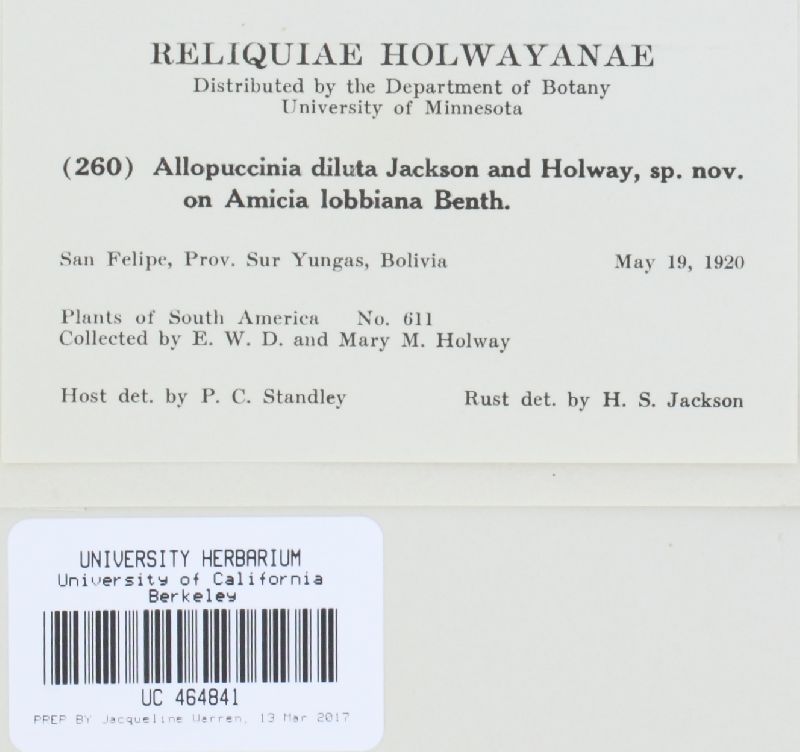 RELIQUIAE HOLWAYANAE
Distributed by the Department of Botany
University of Minnesota
(260) Allopuccinia diluta Jackson and Holway, sp. nov.
on Amicia lobbiana Benth.
San Felipe, Prov. Sur Yungas, Bolivia May 19, 1920
Plants of South America No. 611
Collected by E. W. D. and Mary M. Holway
Host det. by P. C. Standley Rust det. by H. S. Jackson
UNIVERSITY HERBARIUM
University of California
Berkeley
UC 464841
PREP BY Jacqueline Warren, 13 Mar 2017